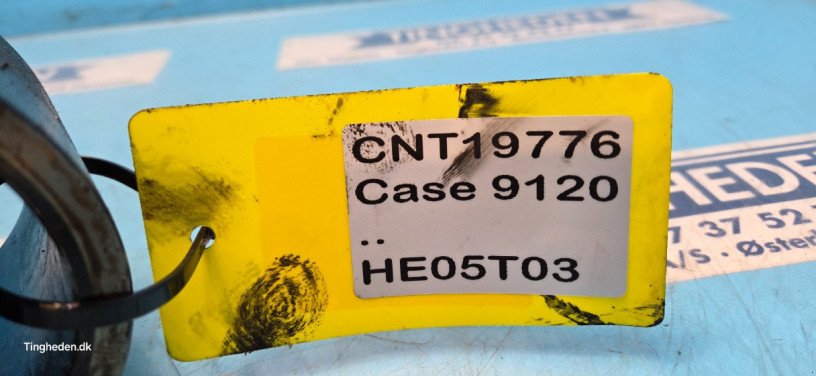 CNT19776
Case 9120
..
HE05T03
HEDE
7 37 52
A/S · Øster
Tingheden.dk